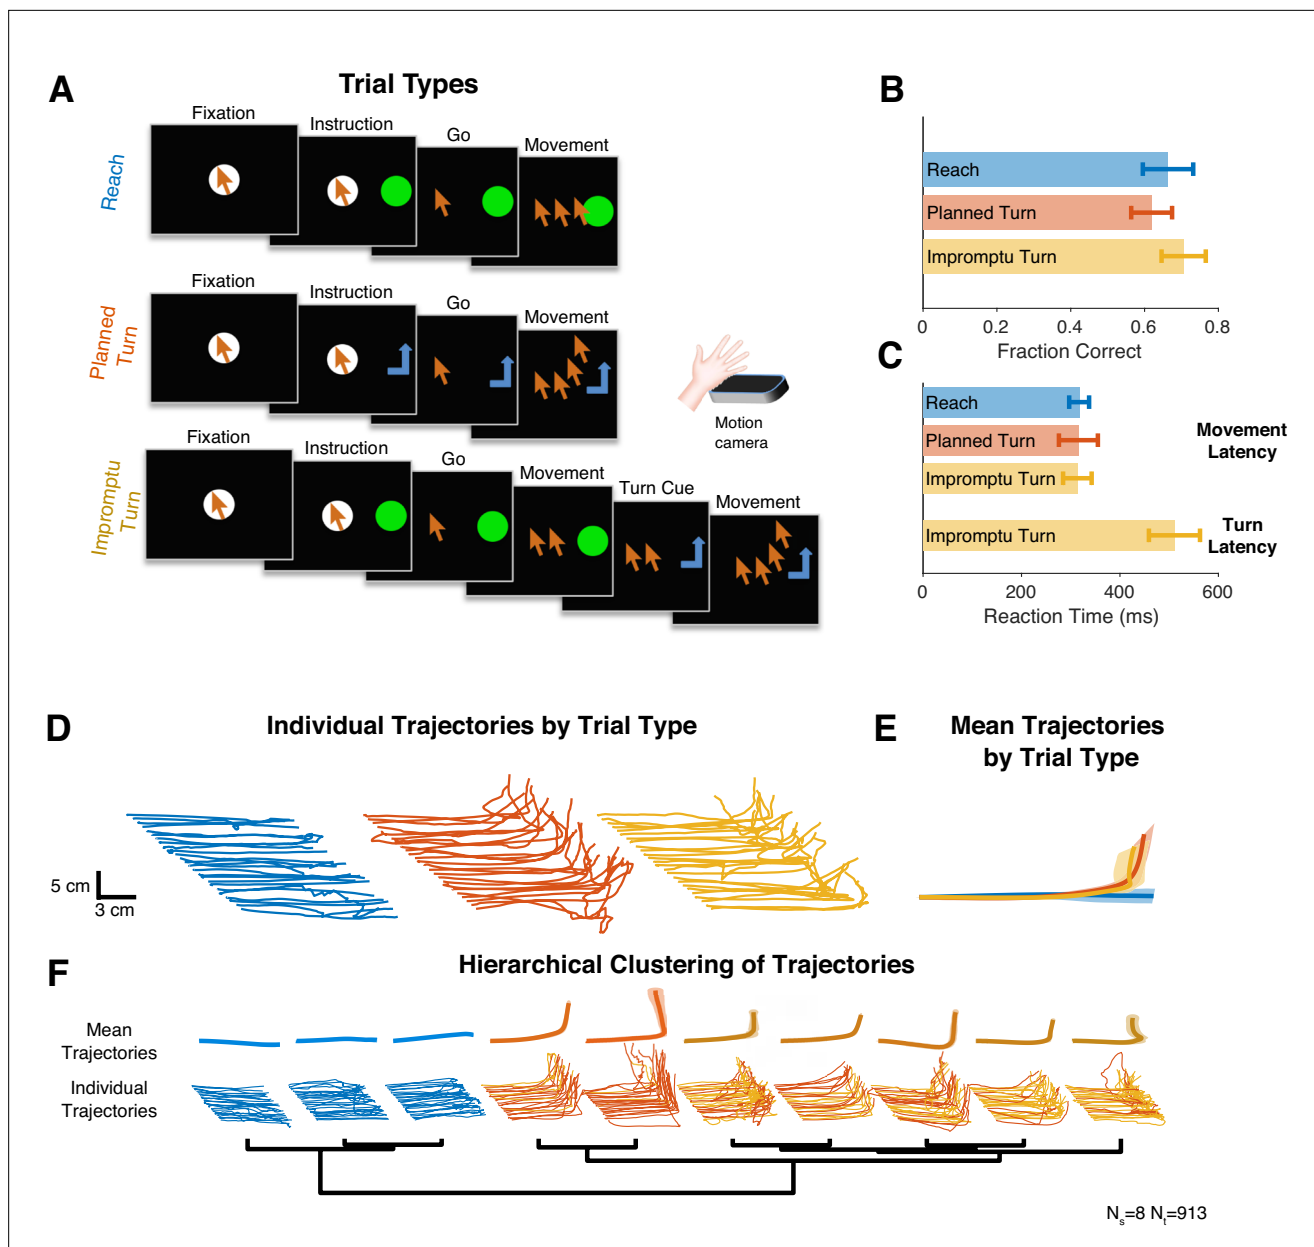 A
Trial Types
Fixation
Instruction
Go
Movement
Reach
Fixation
Instruction
Go
Movement
Planned
Turn
Fixation
Instruction
Go
Movement
Turn Cue
Movement
Impromptu
Turn
Motion
camera
B
Reach
Planned Turn
Impromptu Turn
0 0.2 0.4 0.6 0.8
Fraction Correct
C
Reach
Planned Turn
Impromptu Turn
Movement
Latency
Impromptu Turn
Turn
Latency
0 200 400 600
Reaction Time (ms)
D
Individual Trajectories by Trial Type
5 cm
3 cm
E
Mean Trajectories
by Trial Type
F
Hierarchical Clustering of Trajectories
Mean
Trajectories
Individual
Trajectories
Ns=8 Nt=913